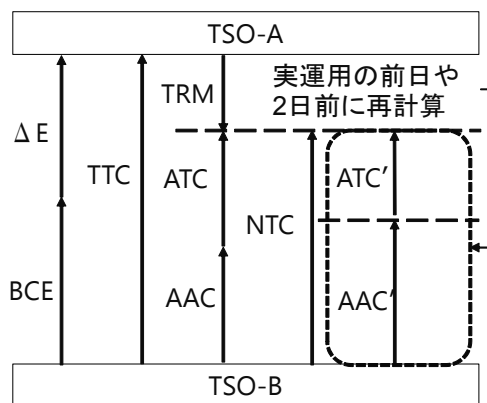 TSO-A
実運用の前日や
2日前に再計算
TRM
ΔE
TTC
ATC
ATC′
NTC
BCE
AAC
AAC′
TSO-B